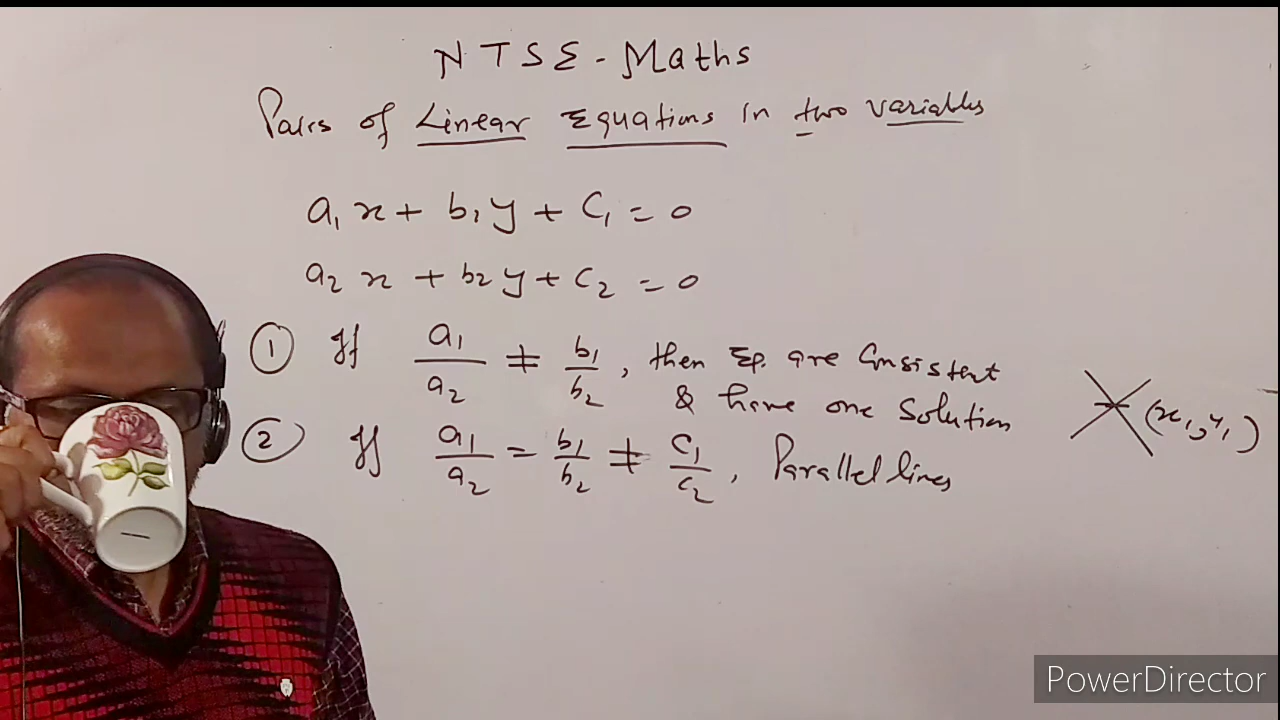 NTSE - Maths
Pairs of Linear Equations in two variables
a₁x + b₁y + c₁ = 0
a₂x + b₂y + c₂ = 0
① If a₁/a₂ ≠ b₁/b₂, then Eq. are Consistent
& have one solution
(x₁, y₁)
② If a₁/a₂ = b₁/b₂ ≠ c₁/c₂, Parallel lines
PowerDirector